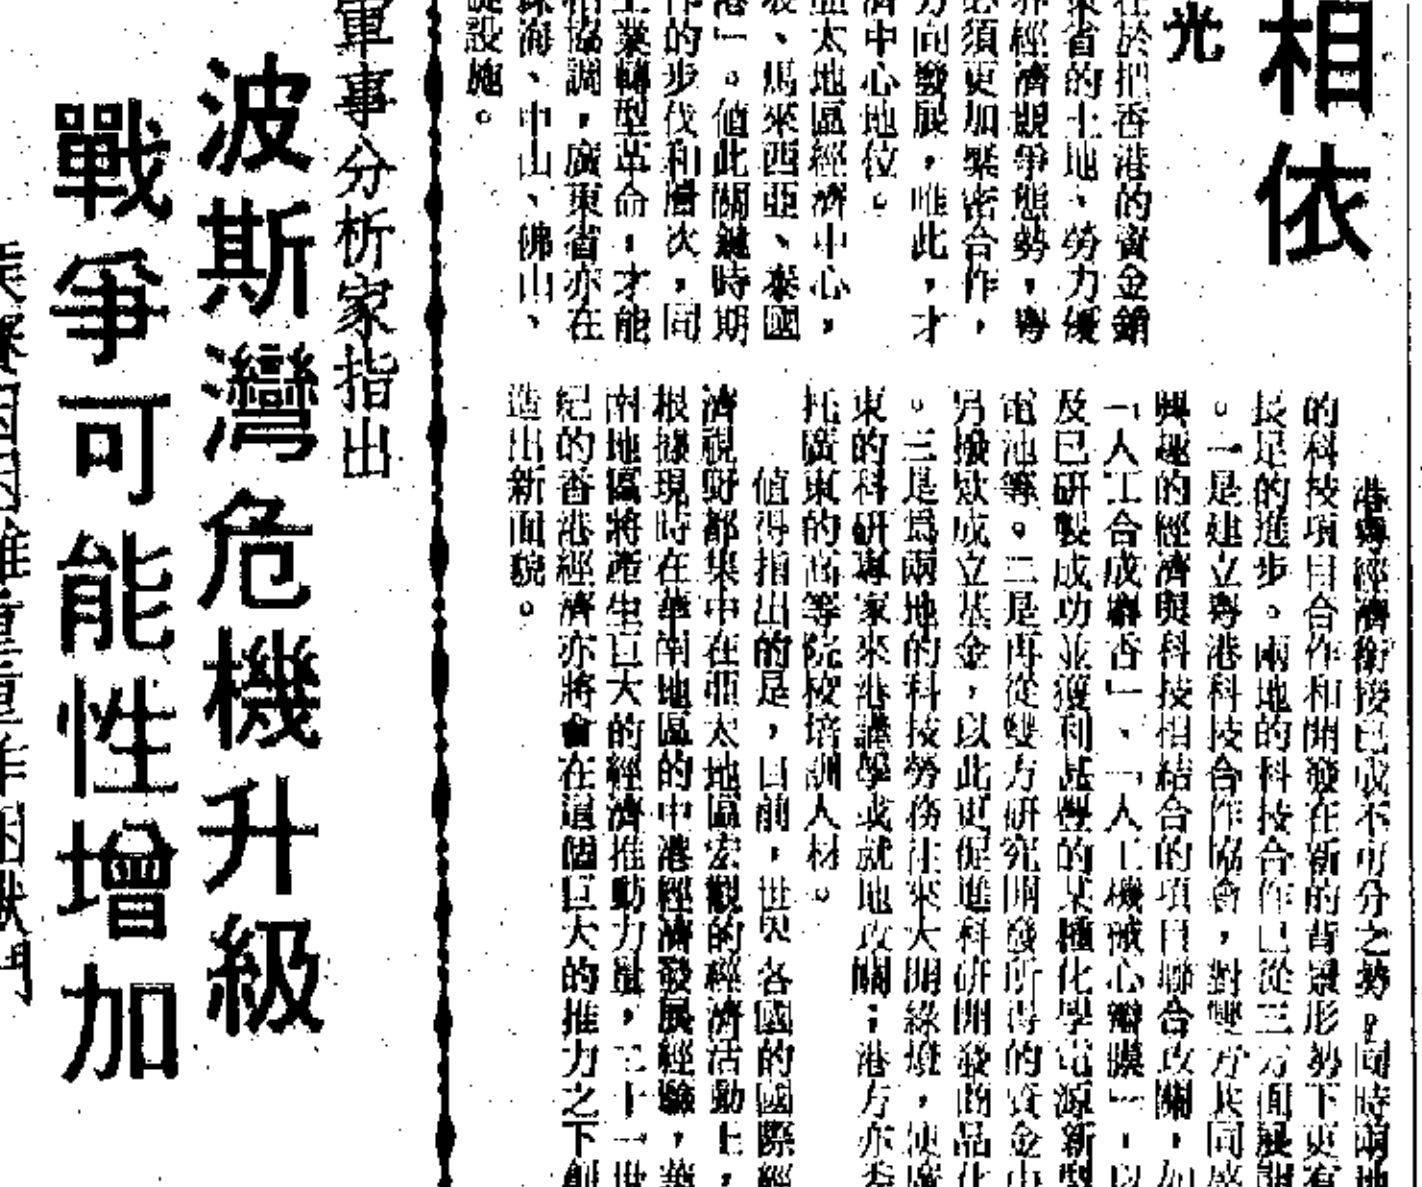 相依
光
在於把香港的資金銷
東省的土地、勞力優
界經濟競爭態勢，粵
必須更加緊密合作，
方向發展，唯此，才
濟中心地位。
亞太地區經濟中心，
、馬來西亞、泰國
港」。值此關鍵時期
作的步伐和層次，同
工業轉型革命，才能
相協調，廣東省亦在
珠海、中山、佛山、
設施。
港粵經濟銜接已成不可分之勢，同時兩地
的科技項目合作和開發在新的背景形勢下更有
長足的進步。兩地的科技合作已從三方面展開
。一是建立粵港科技合作協會，對雙方共同感
興趣的經濟與科技相結合的項目聯合攻關，如
「人工合成麝香」、「人工機械心瓣膜」，以
及已研製成功並獲利甚豐的某種化學電源新型
電池等。二是再從雙方研究開發所得的資金中
另撥款成立基金，以此更促進科研開發商品化
。三是爲兩地的科技勞務往來大開綠燈，使廣
東的科研專家來港講學或就地攻關；港方亦委
托廣東的高等院校培訓人材。
值得指出的是，目前，世界各國的國際經
濟視野都集中在亞太地區宏觀的經濟活動上，
根據現時在華南地區的中港經濟發展經驗，華
南地區將產生巨大的經濟推動力量，二十一世
紀的香港經濟亦將會在這個巨大的推力之下創
造出新面貌。
軍事分析家指出
波斯灣危機升級
戰爭可能性增加